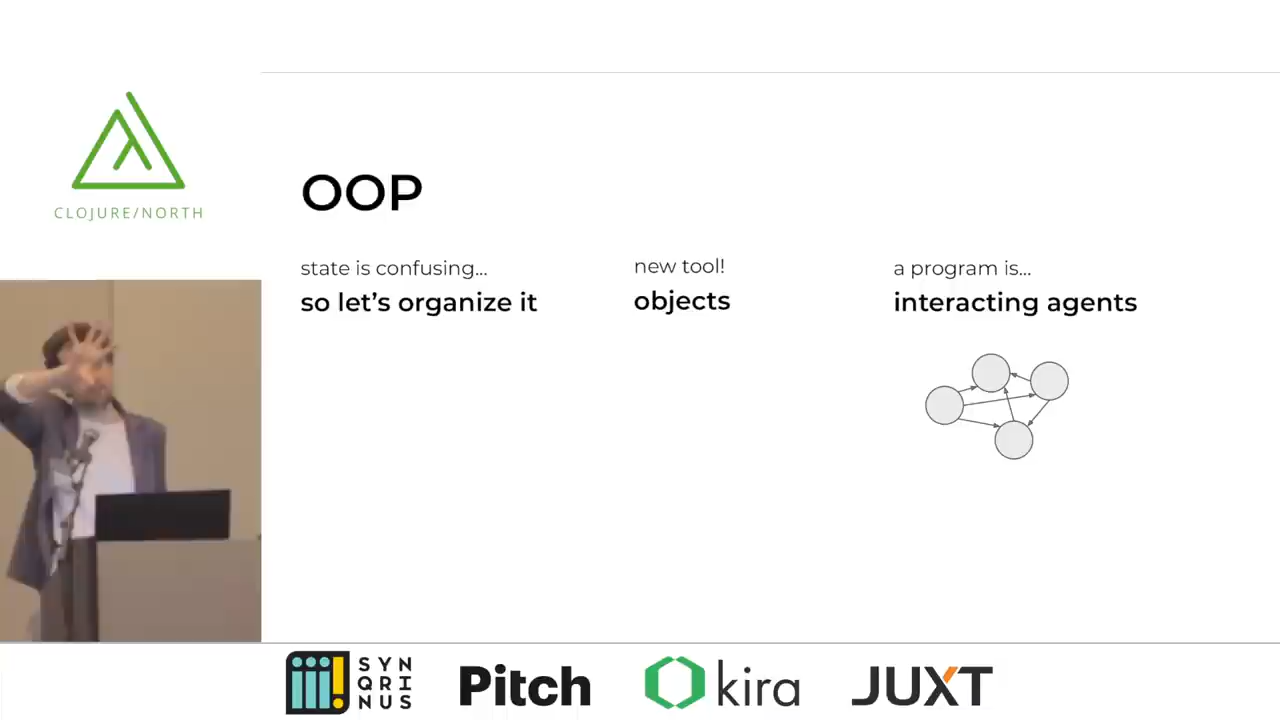 CLOJURE/NORTH
OOP
state is confusing...
so let's organize it
new tool!
objects
a program is...
interacting agents
SYN
QRI
NUS
Pitch
kira
JUXT